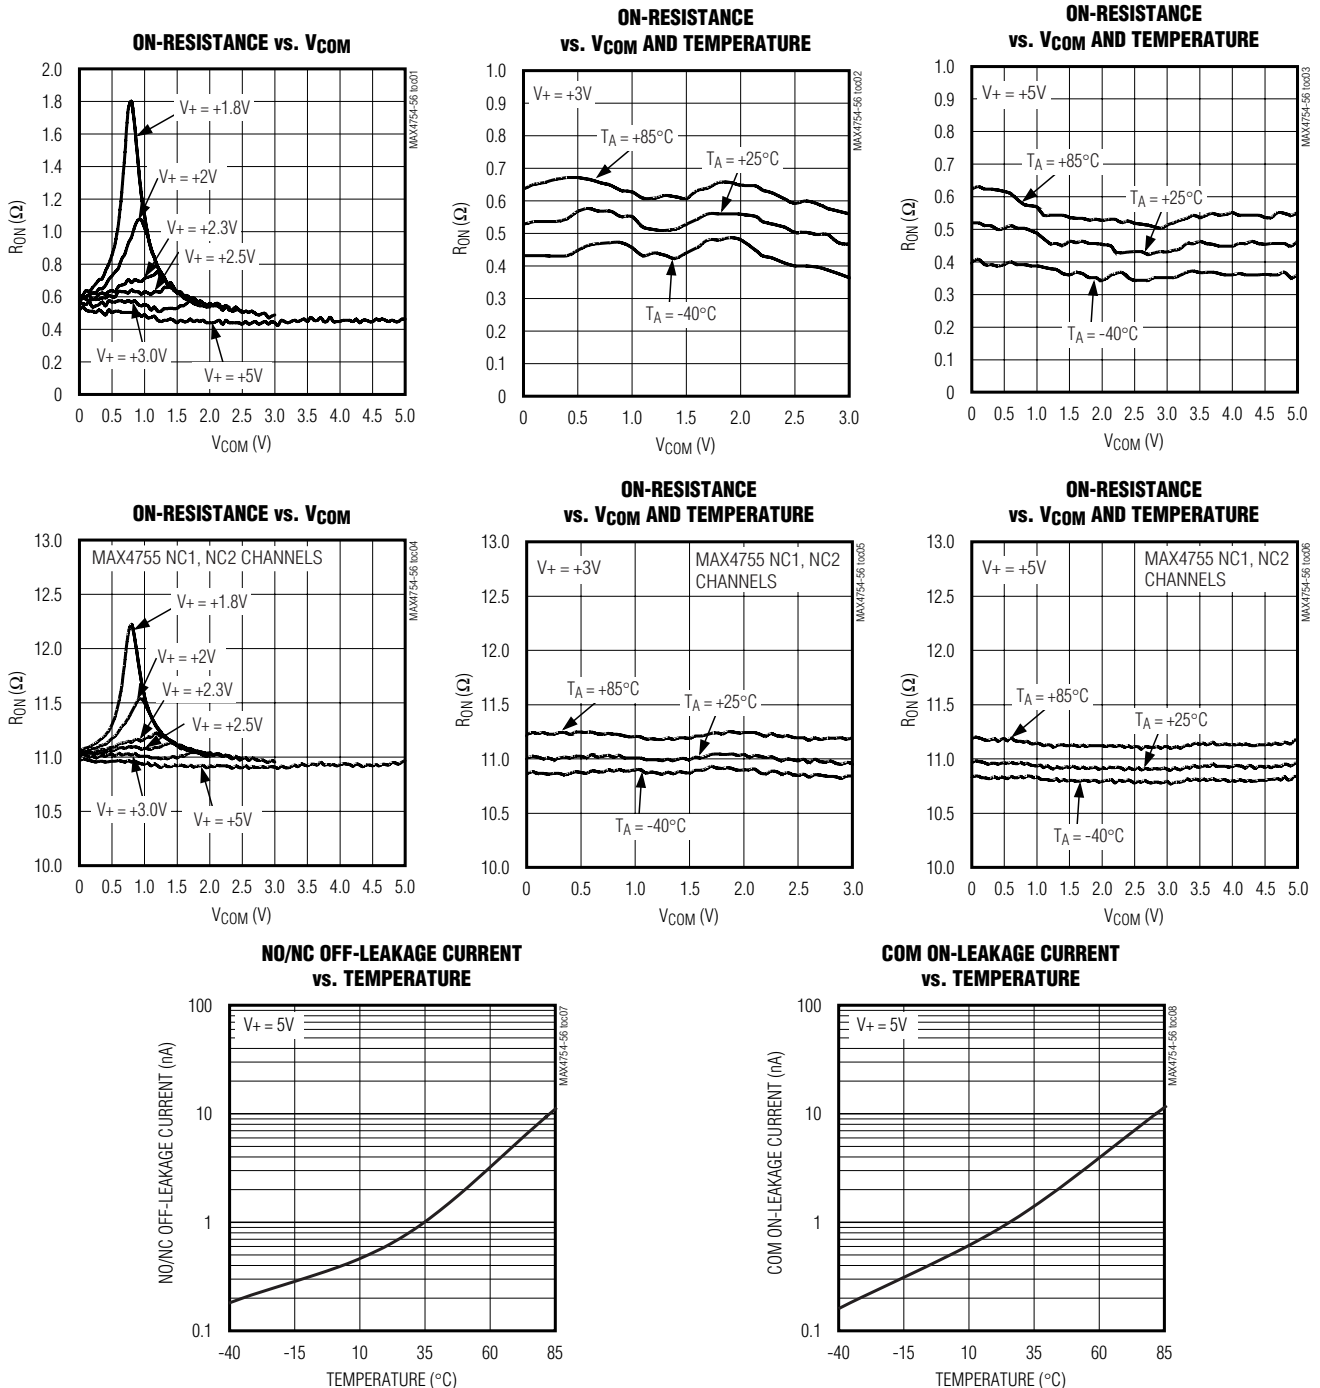 ON-RESISTANCE vs. VCOM
2.0
1.8
1.6
1.4
1.2
1.0
0.8
0.6
0.4
0.2
0
RON (Ω)
V+ = +1.8V
V+ = +2V
V+ = +2.3V
V+ = +2.5V
V+ = +3.0V
V+ = +5V
0 0.5 1.0 1.5 2.0 2.5 3.0 3.5 4.0 4.5 5.0
VCOM (V)
MAX4754-56 toc01
ON-RESISTANCE
vs. VCOM AND TEMPERATURE
1.0
0.9
0.8
0.7
0.6
0.5
0.4
0.3
0.2
0.1
0
RON (Ω)
V+ = +3V
TA = +85°C
TA = +25°C
TA = -40°C
0 0.5 1.0 1.5 2.0 2.5 3.0
VCOM (V)
MAX4754-56 toc02
ON-RESISTANCE
vs. VCOM AND TEMPERATURE
1.0
0.9
0.8
0.7
0.6
0.5
0.4
0.3
0.2
0.1
0
RON (Ω)
V+ = +5V
TA = +85°C
TA = +25°C
TA = -40°C
0 0.5 1.0 1.5 2.0 2.5 3.0 3.5 4.0 4.5 5.0
VCOM (V)
MAX4754-56 toc03
ON-RESISTANCE vs. VCOM
13.0
12.5
12.0
11.5
11.0
10.5
10.0
RON (Ω)
MAX4755 NC1, NC2 CHANNELS
V+ = +1.8V
V+ = +2V
V+ = +2.3V
V+ = +2.5V
V+ = +3.0V
V+ = +5V
0 0.5 1.0 1.5 2.0 2.5 3.0 3.5 4.0 4.5 5.0
VCOM (V)
MAX4754-56 toc04
ON-RESISTANCE
vs. VCOM AND TEMPERATURE
13.0
12.5
12.0
11.5
11.0
10.5
10.0
RON (Ω)
V+ = +3V
MAX4755 NC1, NC2
CHANNELS
TA = +85°C
TA = +25°C
TA = -40°C
0 0.5 1.0 1.5 2.0 2.5 3.0
VCOM (V)
MAX4754-56 toc05
ON-RESISTANCE
vs. VCOM AND TEMPERATURE
13.0
12.5
12.0
11.5
11.0
10.5
10.0
RON (Ω)
V+ = +5V
MAX4755 NC1, NC2
CHANNELS
TA = +85°C
TA = +25°C
TA = -40°C
0 0.5 1.0 1.5 2.0 2.5 3.0 3.5 4.0 4.5 5.0
VCOM (V)
MAX4754-56 toc06
NO/NC OFF-LEAKAGE CURRENT
vs. TEMPERATURE
100
10
1
0.1
NO/NC OFF-LEAKAGE CURRENT (nA)
V+ = 5V
-40 -15 10 35 60 85
TEMPERATURE (°C)
MAX4754-56 toc07
COM ON-LEAKAGE CURRENT
vs. TEMPERATURE
100
10
1
0.1
COM ON-LEAKAGE CURRENT (nA)
V+ = 5V
-40 -15 10 35 60 85
TEMPERATURE (°C)
MAX4754-56 toc08